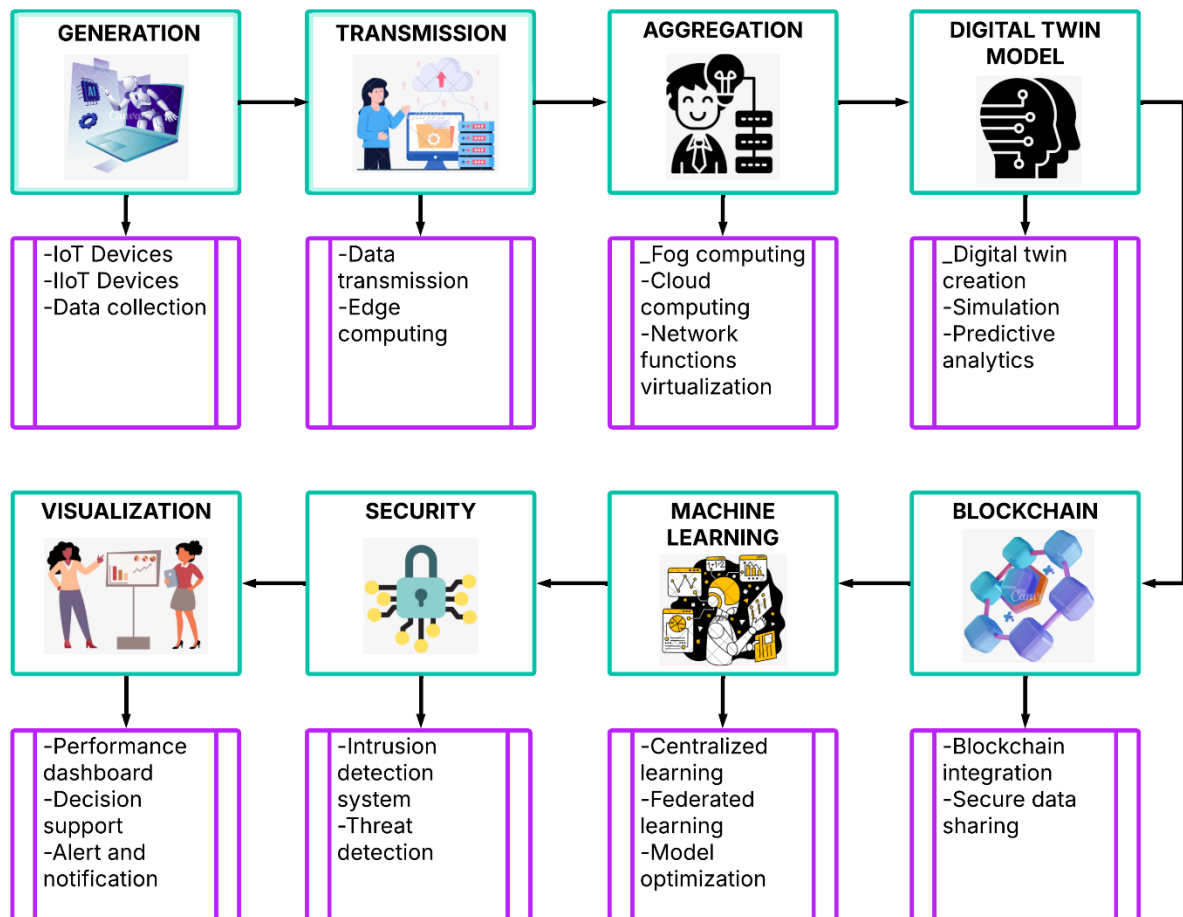 GENERATION
-IoT Devices
-IIoT Devices
-Data collection
TRANSMISSION
-Data
transmission
-Edge
computing
AGGREGATION
_Fog computing
-Cloud
computing
-Network
functions
virtualization
DIGITAL TWIN
MODEL
_Digital twin
creation
-Simulation
-Predictive
analytics
BLOCKCHAIN
-Blockchain
integration
-Secure data
sharing
MACHINE
LEARNING
-Centralized
learning
-Federated
learning
-Model
optimization
SECURITY
-Intrusion
detection
system
-Threat
detection
VISUALIZATION
-Performance
dashboard
-Decision
support
-Alert and
notification
AI
Canva
Canva